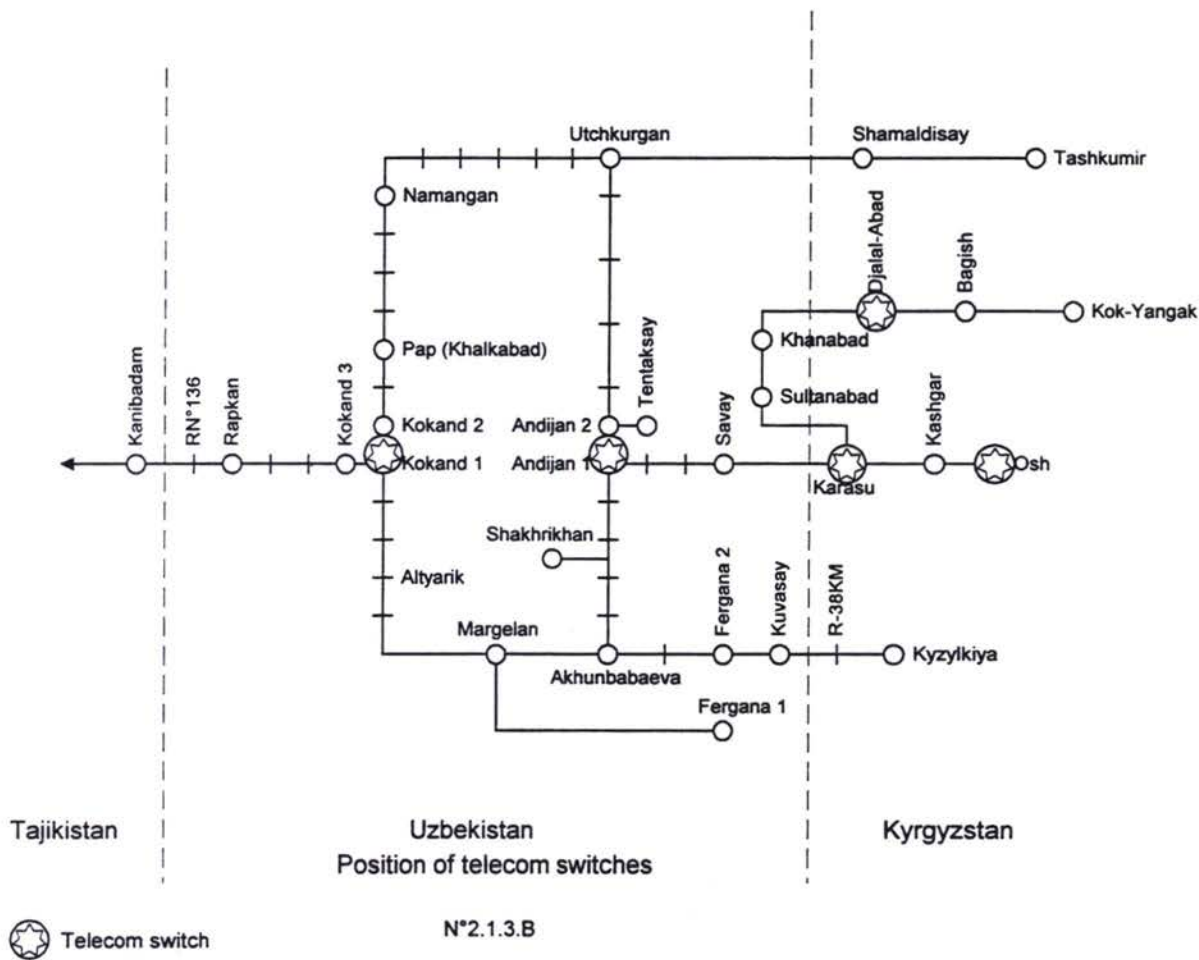 Utchkurgan
Shamaldisay
Tashkumir
Namangan
Djalal-Abad
Bagish
Kok-Yangak
Khanabad
Pap (Khalkabad)
Tentaksay
Sultanabad
Kanibadam
RN°136
Rapkan
Kokand 3
Kokand 2
Andijan 2
Savay
Kashgar
Kokand 1
Andijan 1
Karasu
Osh
Shakhrikhan
Altyarik
Fergana 2
Kuvasay
R-38KM
Margelan
Akhunbabaeva
Kyzylkiya
Fergana 1
Tajikistan
Uzbekistan
Kyrgyzstan
Position of telecom switches
N°2.1.3.B
Telecom switch